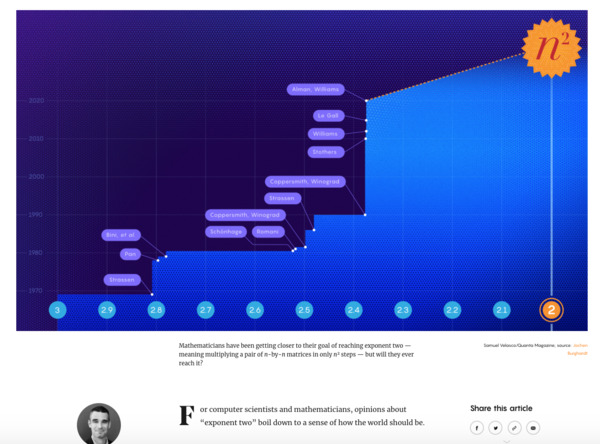 n²
Alman, Williams
2020
Le Gall
Williams
2010
Stothers
Coppersmith, Winograd
2000
Strassen
Coppersmith, Winograd
1990
Schönhage
Romani
Bini, et al
Pan
1980
Strassen
1970
3
2.9
2.8
2.7
2.6
2.5
2.4
2.3
2.2
2.1
2
Mathematicians have been getting closer to their goal of reaching exponent two —
meaning multiplying a pair of n-by-n matrices in only n² steps — but will they ever
reach it?
Samuel Velasco/Quanta Magazine; source:
For computer scientists and mathematicians, opinions about
“exponent two” boil down to a sense of how the world should be.
Share this article